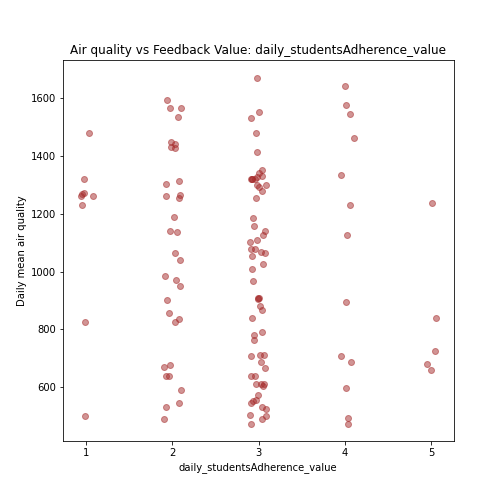 Air quality vs Feedback Value: daily_studentsAdherence_value
Daily mean air quality
1600
1400
1200
1000
800
600
1 2 3 4 5
daily_studentsAdherence_value